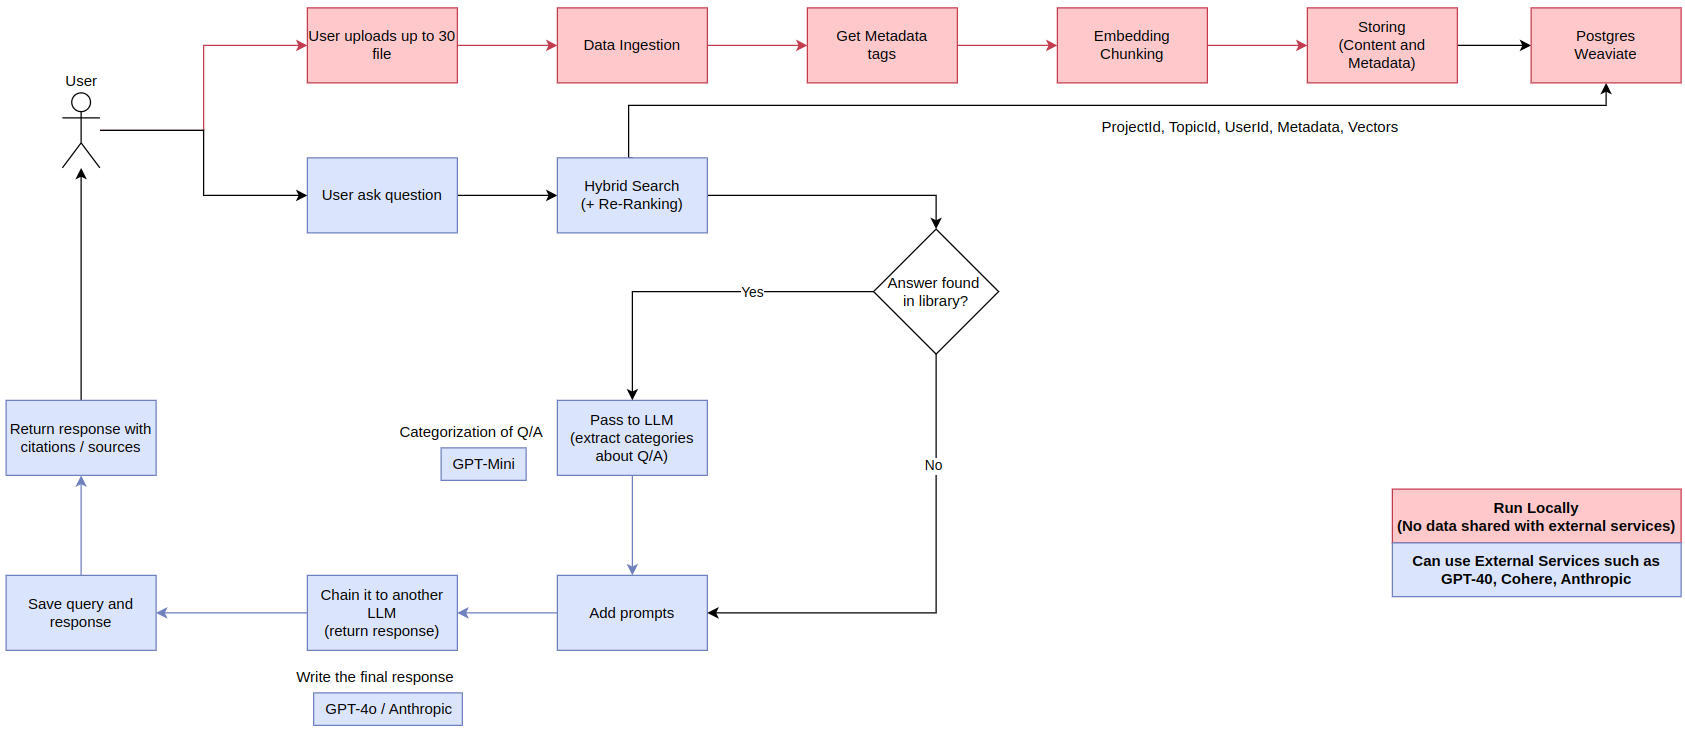 User uploads up to 30
file
Data Ingestion
Get Metadata
tags
Embedding
Chunking
Storing
(Content and
Metadata)
Postgres
Weaviate
User
ProjectId, TopicId, UserId, Metadata, Vectors
User ask question
Hybrid Search
(+ Re-Ranking)
Answer found
in library?
Yes
No
Pass to LLM
(extract categories
about Q/A)
Categorization of Q/A
GPT-Mini
Return response with
citations / sources
Run Locally
(No data shared with external services)
Can use External Services such as
GPT-40, Cohere, Anthropic
Save query and
response
Chain it to another
LLM
(return response)
Add prompts
Write the final response
GPT-4o / Anthropic